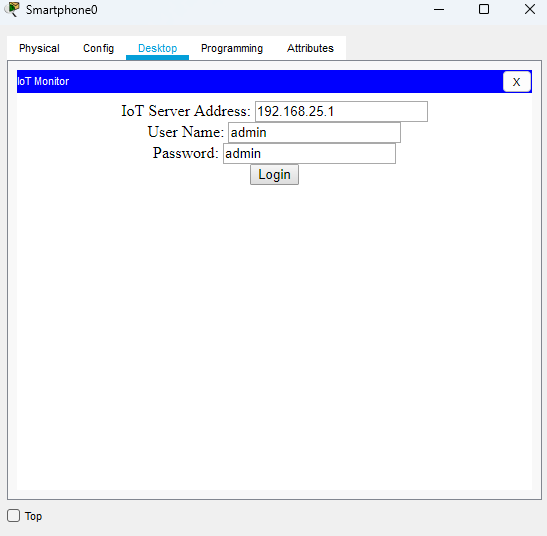 Smartphone0
Physical Config Desktop Programming Attributes
IoT Monitor X
IoT Server Address: 192.168.25.1
User Name: admin
Password: admin
Login
Top